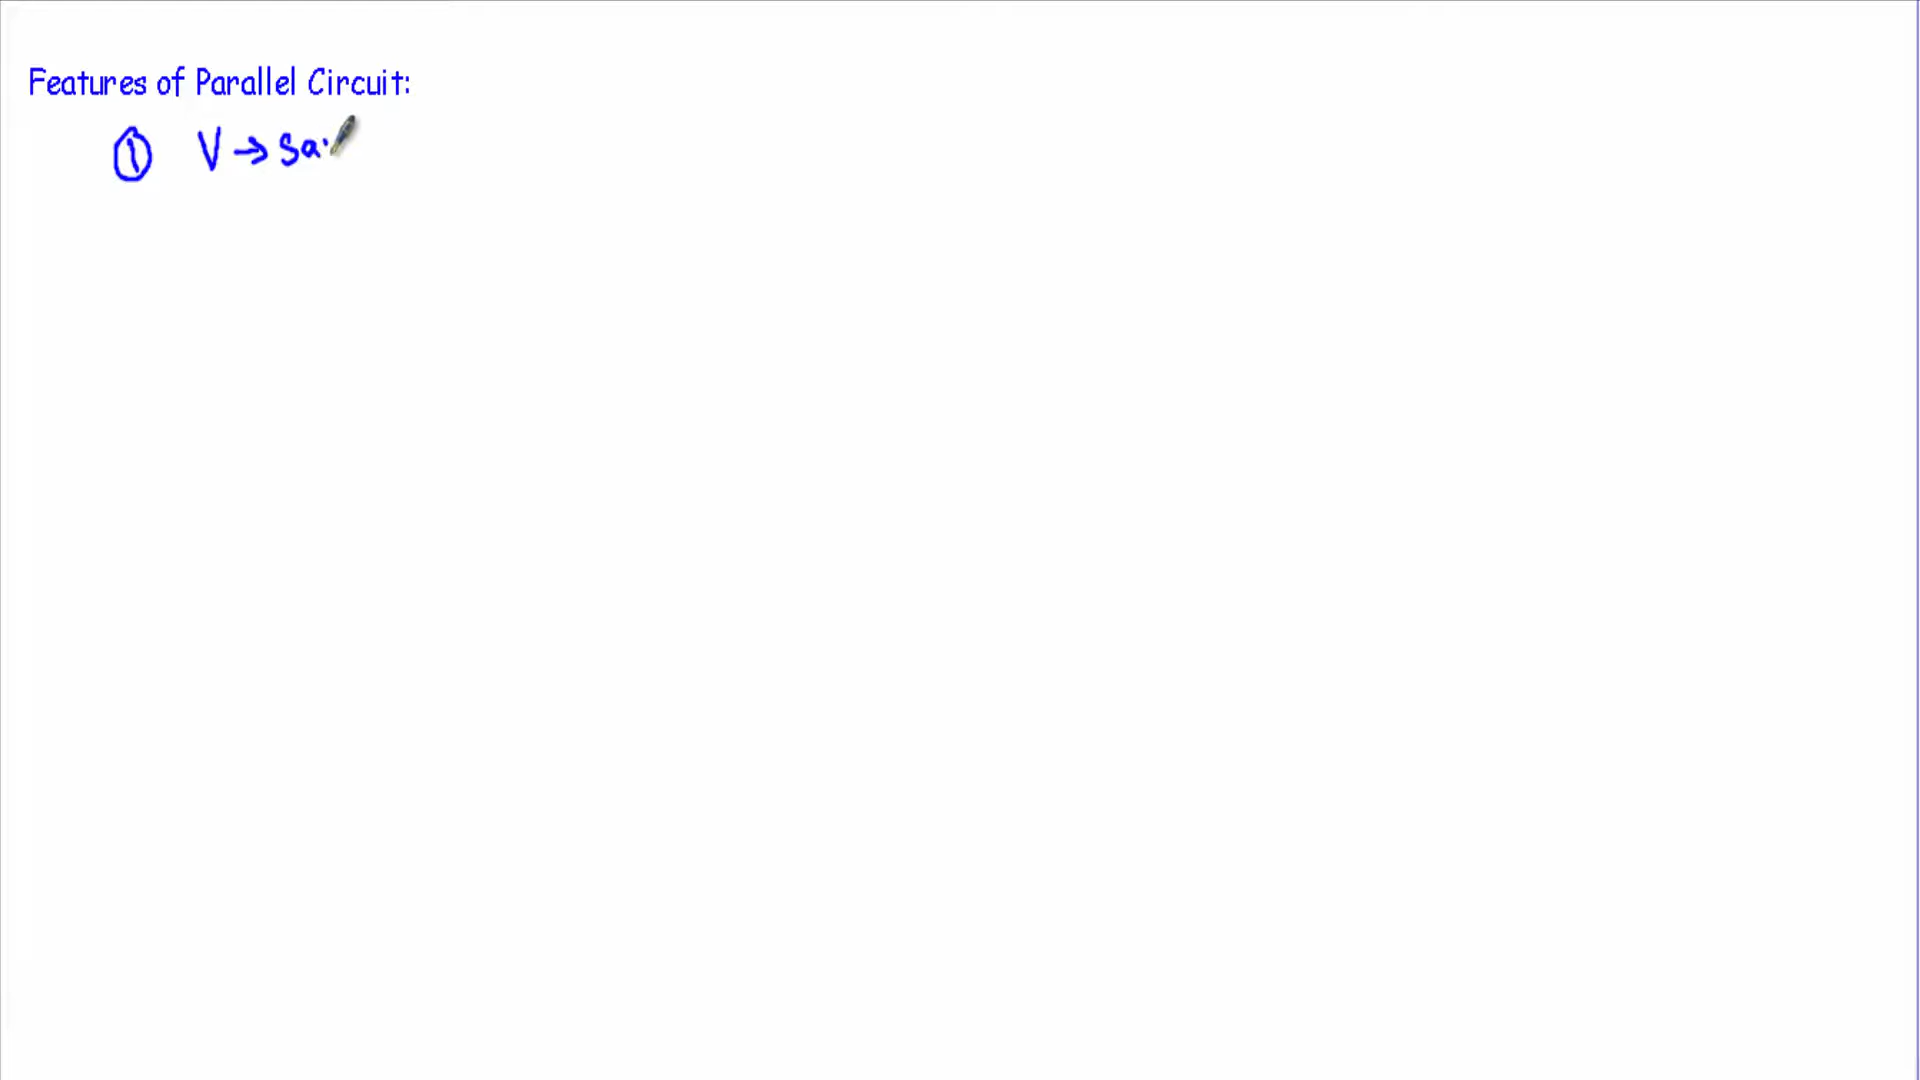 Features of Parallel Circuit:
① V → sa